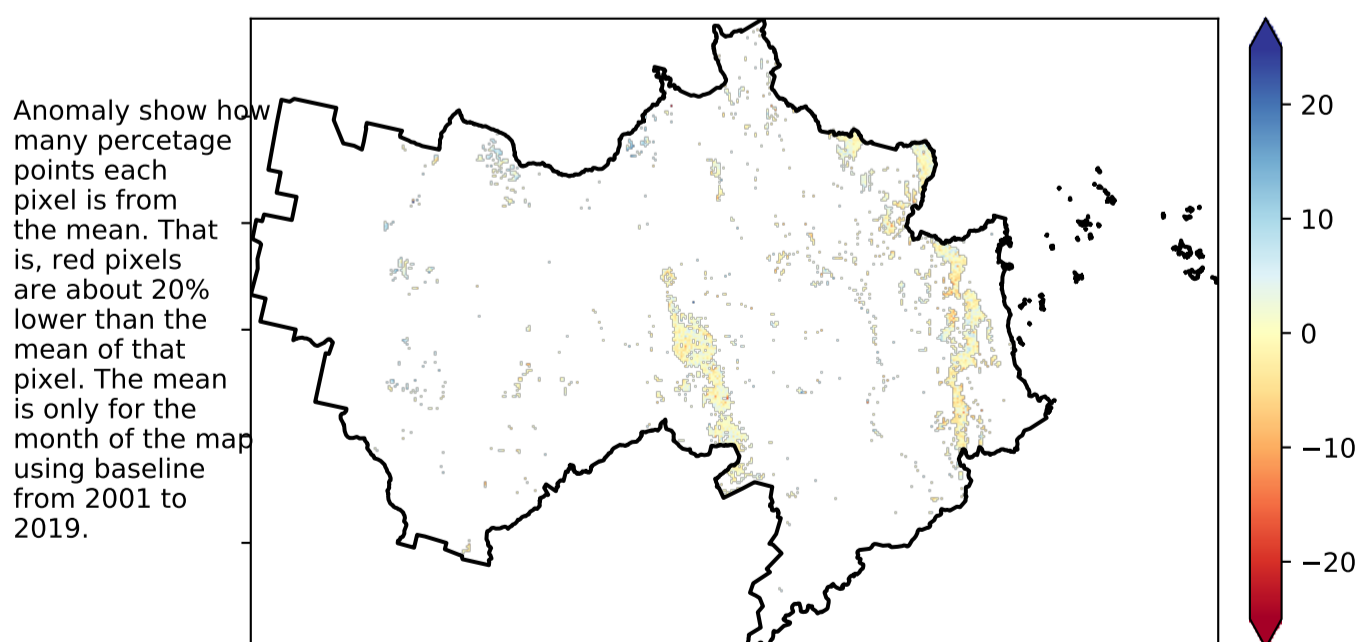 Anomaly show how
many percetage
points each
pixel is from
the mean. That
is, red pixels
are about 20%
lower than the
mean of that
pixel. The mean
is only for the
month of the map
using baseline
from 2001 to
2019.
20
10
0
−10
−20